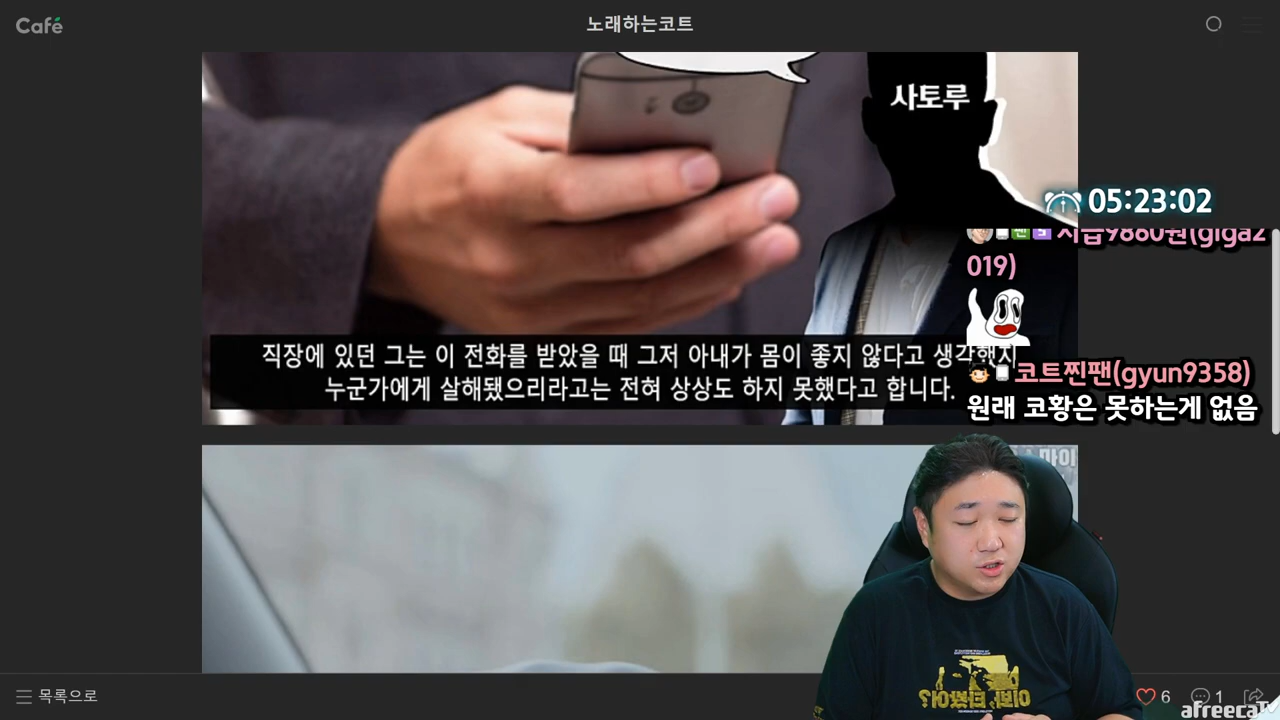 Café
노래하는코트
사토루
05:23:02
시급9860원(giga2
019)
직장에 있던 그는 이 전화를 받았을 때 그저 아내가 몸이 좋지 않다고 생각했지
누군가에게 살해됐으리라고는 전혀 상상도 하지 못했다고 합니다.
코트찐팬(gyun9358)
원래 코황은 못하는게 없음
마이
목록으로
6
1
afreecaTV